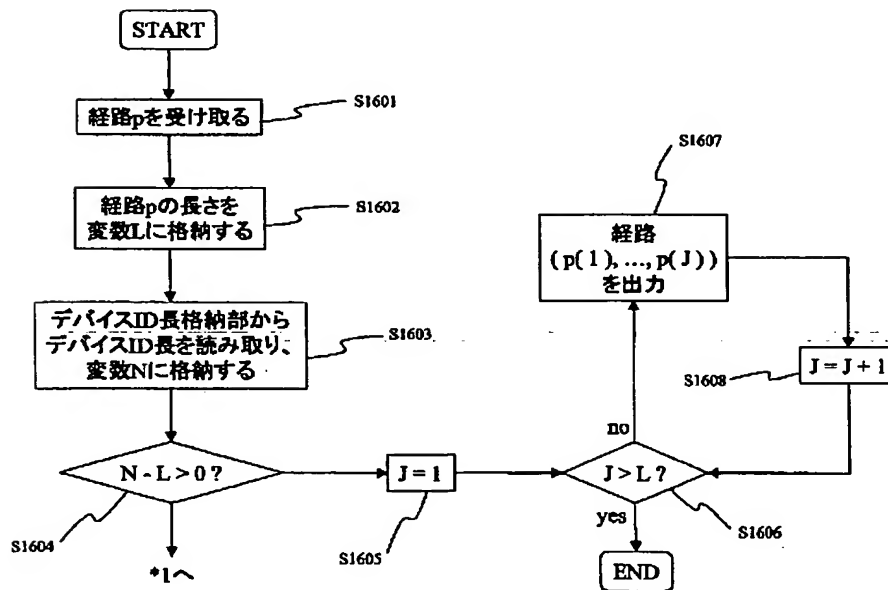 START
経路pを受け取る
S1601
経路pの長さを
変数Lに格納する
S1602
デバイスID長格納部から
デバイスID長を読み取り、
変数Nに格納する
S1603
N - L > 0 ?
S1604
*1へ
J = 1
S1605
J > L ?
S1606
no
yes
END
経路
( p( 1 ), ..., p( J ) )
を出力
S1607
J = J + 1
S1608